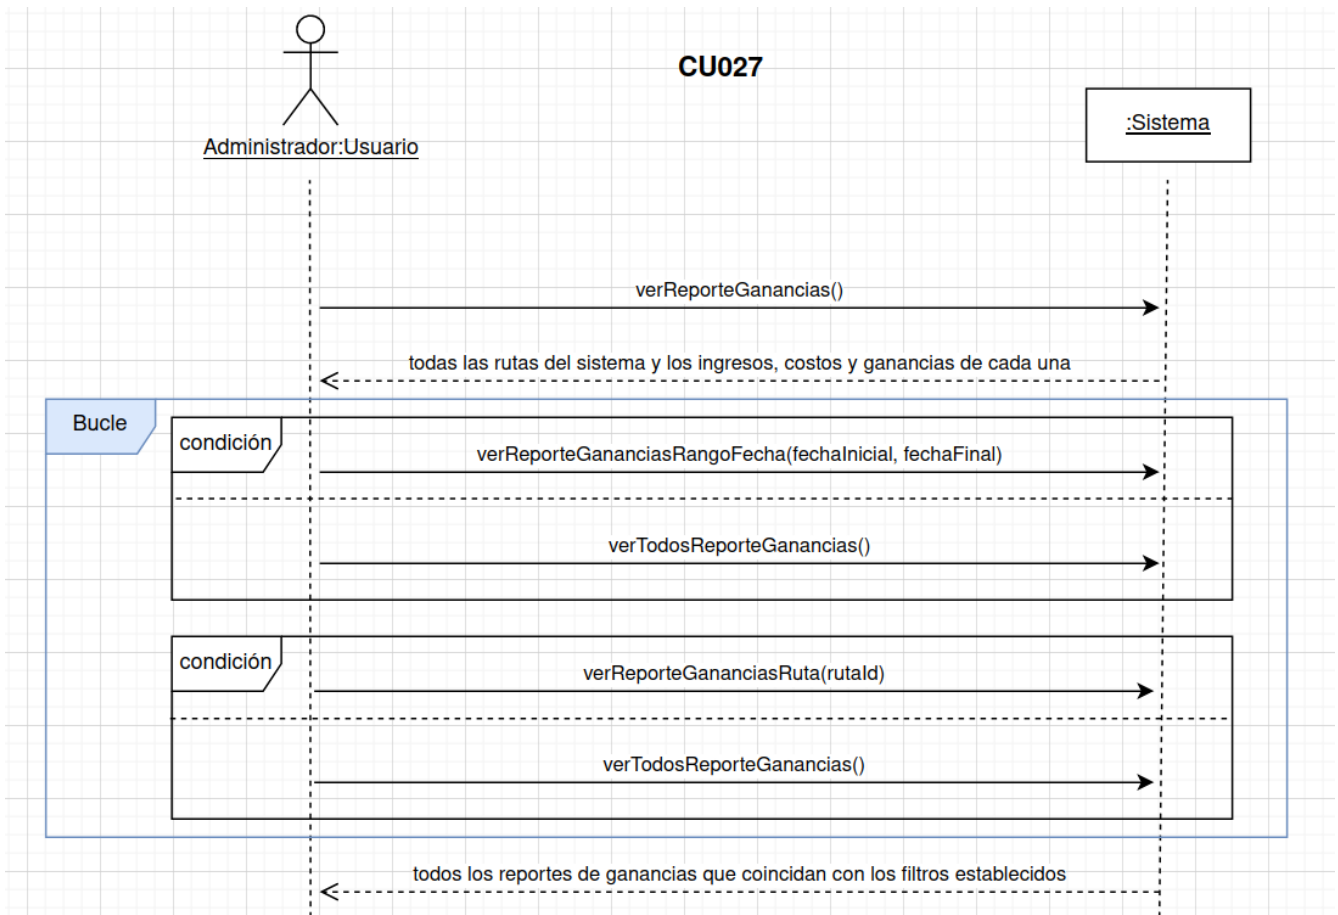 CU027
:Sistema
Administrador:Usuario
verReporteGanancias()
todas las rutas del sistema y los ingresos, costos y ganancias de cada una
Bucle
condición
verReporteGananciasRangoFecha(fechaInicial, fechaFinal)
verTodosReporteGanancias()
condición
verReporteGananciasRuta(rutaId)
verTodosReporteGanancias()
todos los reportes de ganancias que coincidan con los filtros establecidos